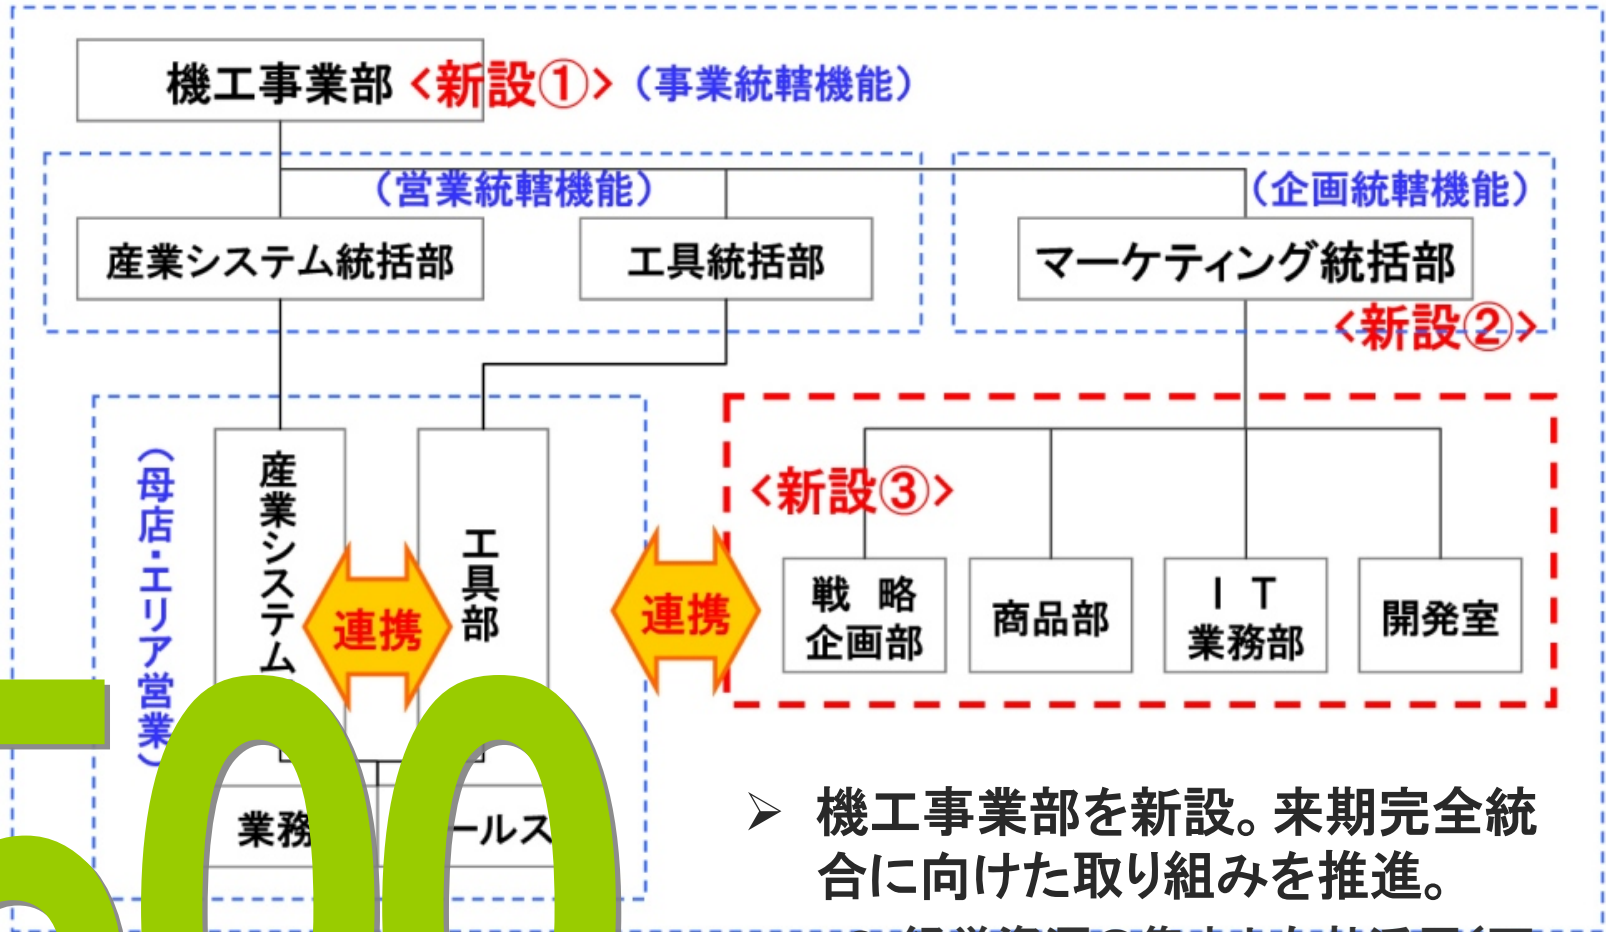 機工事業部 <新設①> （事業統轄機能）
（営業統轄機能）
（企画統轄機能）
産業システム統括部
工具統括部
マーケティング統括部
<新設②>
（母店・エリア営業）
産業システム
工具部
連携
連携
<新設③>
戦略
企画部
商品部
ＩＴ
業務部
開発室
業務
ールス
500
➢ 機工事業部を新設。来期完全統
合に向けた取り組みを推進。